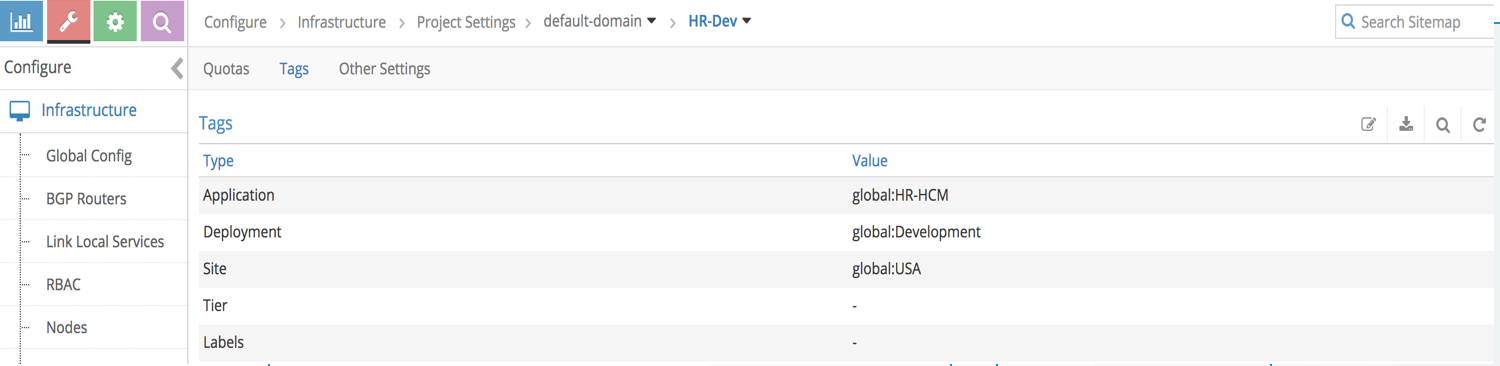 Configure > Infrastructure > Project Settings > default-domain > HR-Dev
Search Sitemap
Configure
Quotas Tags Other Settings
Infrastructure
Global Config
BGP Routers
Link Local Services
RBAC
Nodes
Tags
Type Value
Application global:HR-HCM
Deployment global:Development
Site global:USA
Tier -
Labels -